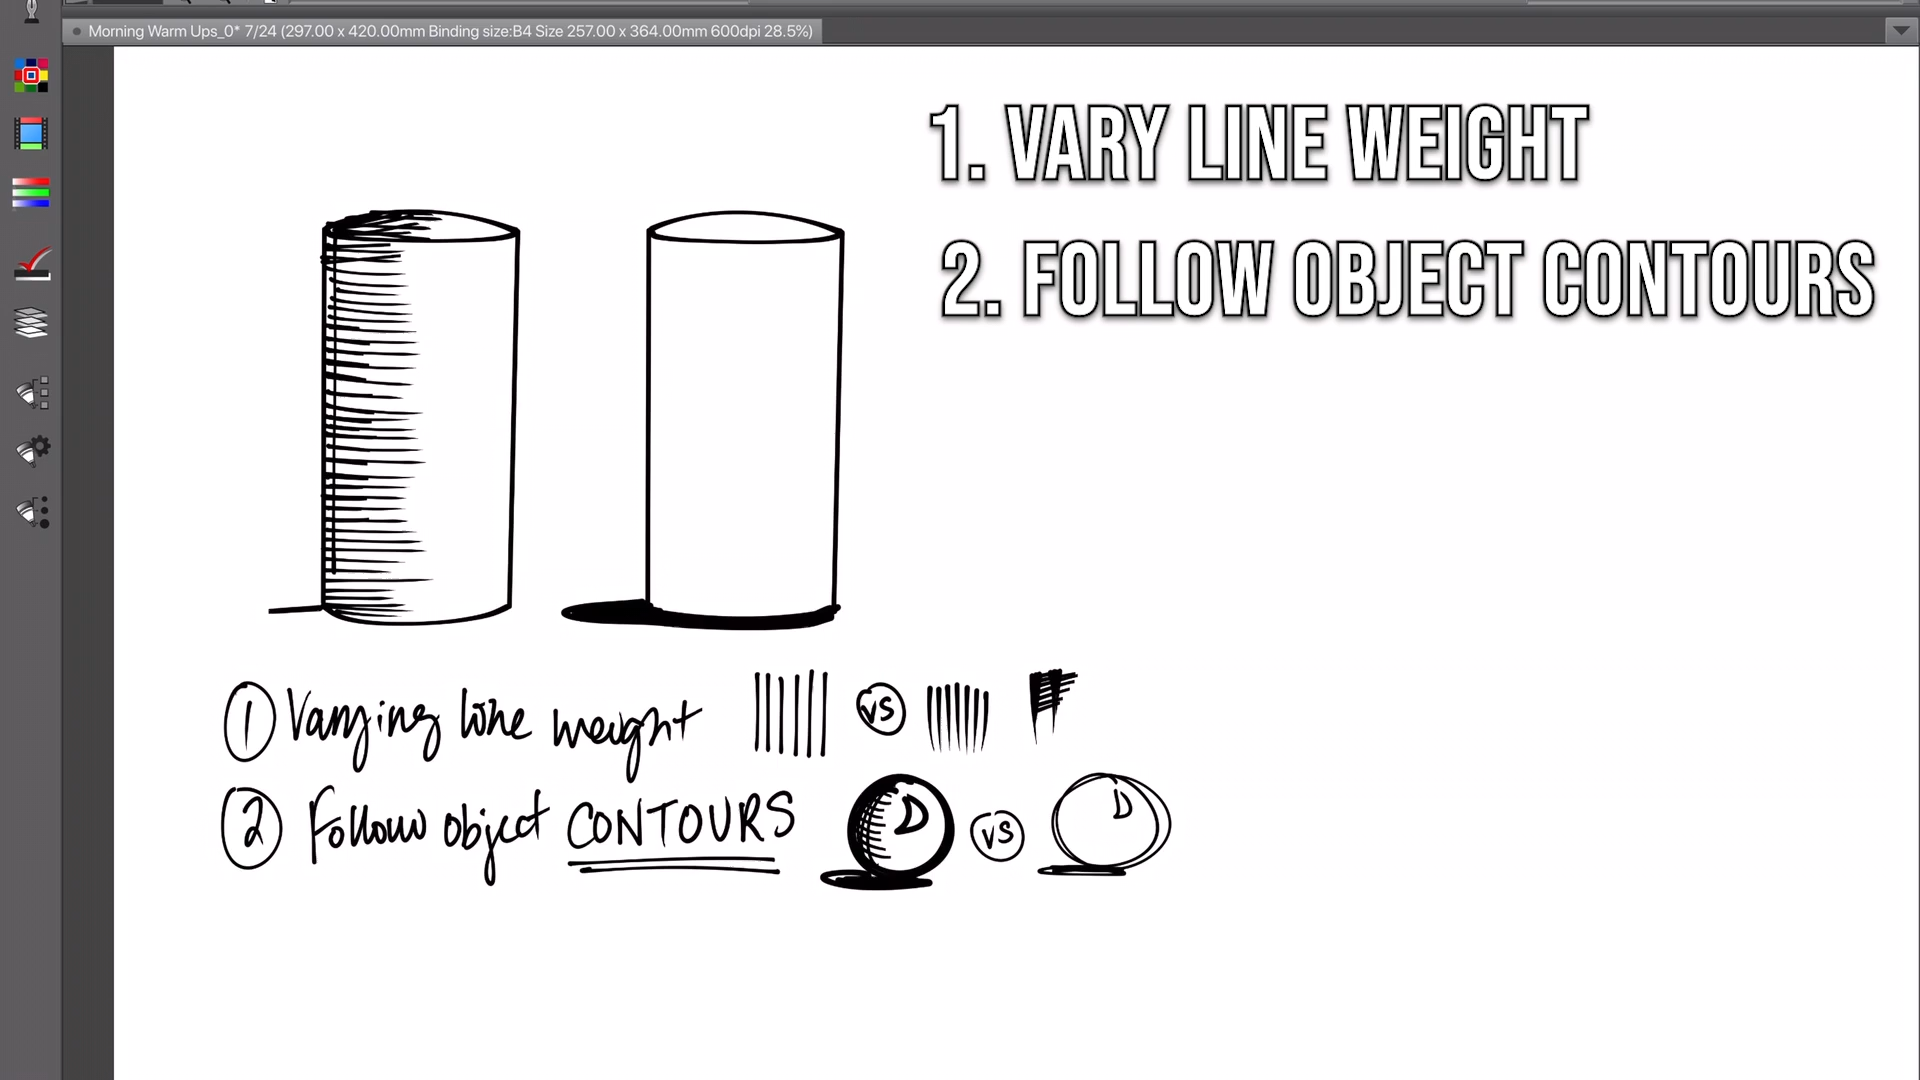 Morning Warm Ups_0* 7/24 (297.00 x 420.00mm Binding size:B4 Size 257.00 x 364.00mm 600dpi 28.5%)
1. VARY LINE WEIGHT
2. FOLLOW OBJECT CONTOURS
1 Varying line weight VS
2 Follow object CONTOURS VS